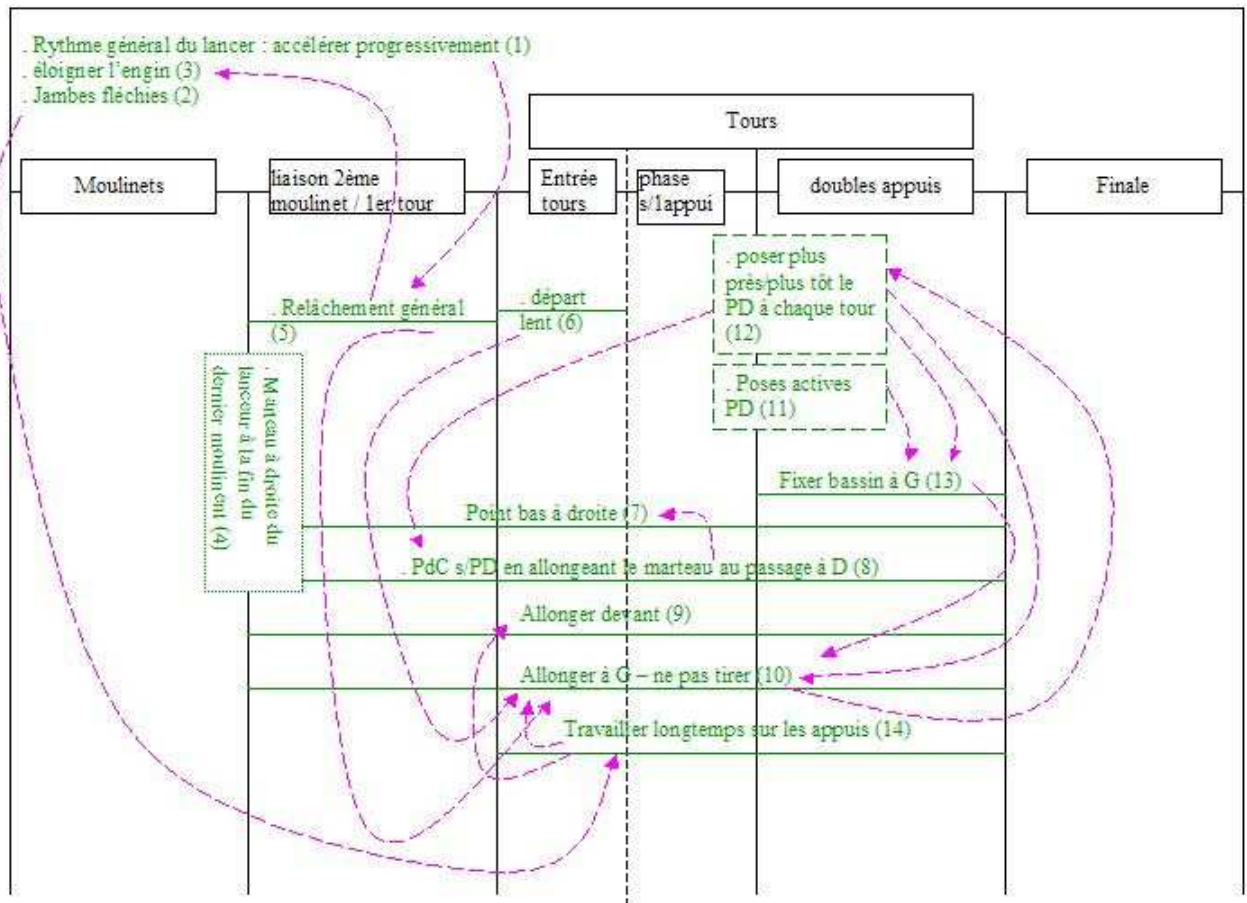 . Rythme général du lancer : accélérer progressivement (1)
. éloigner l'engin (3)
. Jambes fléchies (2)
Tours
Moulinets
liaison 2ème
moulinet / 1er tour
Entrée
tours
phase
s/1appui
doubles appuis
Finale
. Relâchement général
(5)
. départ
lent (6)
. poser plus
près/plus tôt le
PD à chaque tour
(12)
. Poses actives
PD (11)
. Marteau à droite du
lanceur à la fin du
dernier moulinent (4)
Fixer bassin à G (13)
Point bas à droite (7)
. PdC s/PD en allongeant le marteau au passage à D (8)
Allonger devant (9)
Allonger à G – ne pas tirer (10)
Travailler longtemps sur les appuis (14)